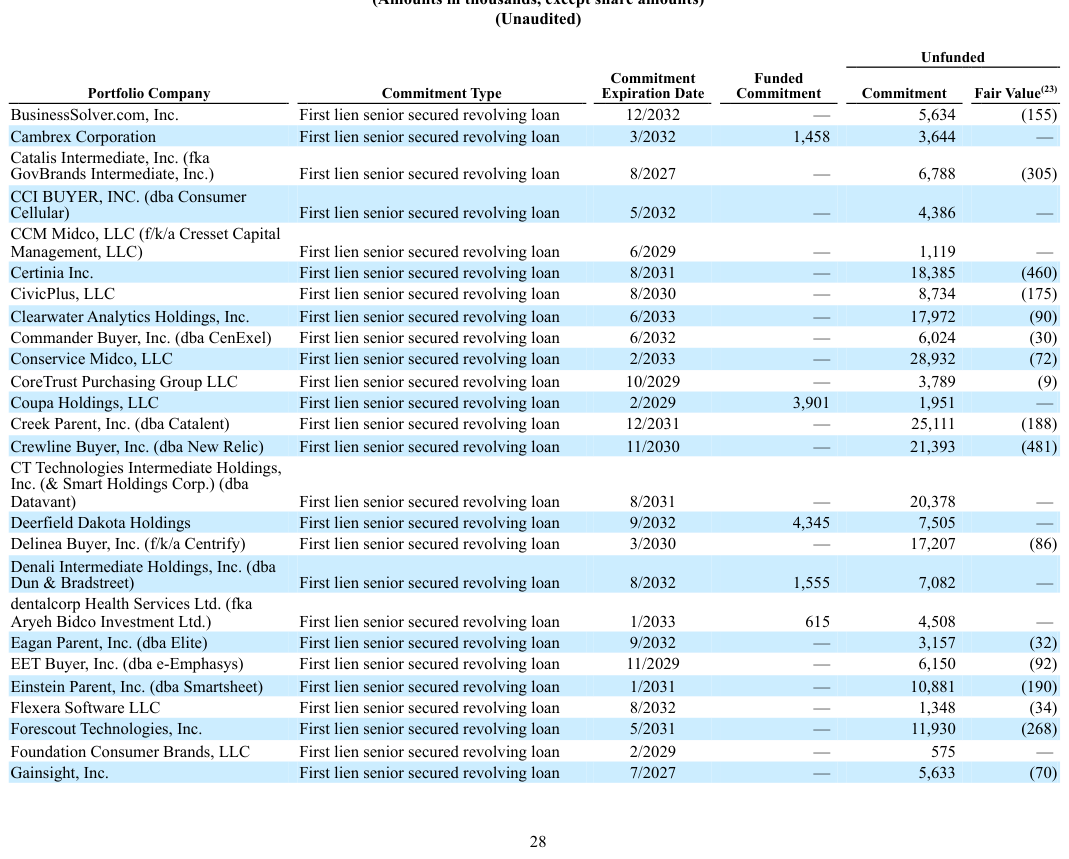 (Amounts in thousands, except share amounts)
(Unaudited)
Unfunded
Portfolio Company Commitment Type Commitment Expiration Date Funded Commitment Commitment Fair Value(23)
BusinessSolver.com, Inc. First lien senior secured revolving loan 12/2032 — 5,634 (155)
Cambrex Corporation First lien senior secured revolving loan 3/2032 1,458 3,644 —
Catalis Intermediate, Inc. (fka
GovBrands Intermediate, Inc.) First lien senior secured revolving loan 8/2027 — 6,788 (305)
CCI BUYER, INC. (dba Consumer
Cellular) First lien senior secured revolving loan 5/2032 — 4,386 —
CCM Midco, LLC (f/k/a Cresset Capital
Management, LLC) First lien senior secured revolving loan 6/2029 — 1,119 —
Certinia Inc. First lien senior secured revolving loan 8/2031 — 18,385 (460)
CivicPlus, LLC First lien senior secured revolving loan 8/2030 — 8,734 (175)
Clearwater Analytics Holdings, Inc. First lien senior secured revolving loan 6/2033 — 17,972 (90)
Commander Buyer, Inc. (dba CenExel) First lien senior secured revolving loan 6/2032 — 6,024 (30)
Conservice Midco, LLC First lien senior secured revolving loan 2/2033 — 28,932 (72)
CoreTrust Purchasing Group LLC First lien senior secured revolving loan 10/2029 — 3,789 (9)
Coupa Holdings, LLC First lien senior secured revolving loan 2/2029 3,901 1,951 —
Creek Parent, Inc. (dba Catalent) First lien senior secured revolving loan 12/2031 — 25,111 (188)
Crewline Buyer, Inc. (dba New Relic) First lien senior secured revolving loan 11/2030 — 21,393 (481)
CT Technologies Intermediate Holdings,
Inc. (& Smart Holdings Corp.) (dba
Datavant) First lien senior secured revolving loan 8/2031 — 20,378 —
Deerfield Dakota Holdings First lien senior secured revolving loan 9/2032 4,345 7,505 —
Delinea Buyer, Inc. (f/k/a Centrify) First lien senior secured revolving loan 3/2030 — 17,207 (86)
Denali Intermediate Holdings, Inc. (dba
Dun & Bradstreet) First lien senior secured revolving loan 8/2032 1,555 7,082 —
dentalcorp Health Services Ltd. (fka
Aryeh Bidco Investment Ltd.) First lien senior secured revolving loan 1/2033 615 4,508 —
Eagan Parent, Inc. (dba Elite) First lien senior secured revolving loan 9/2032 — 3,157 (32)
EET Buyer, Inc. (dba e-Emphasys) First lien senior secured revolving loan 11/2029 — 6,150 (92)
Einstein Parent, Inc. (dba Smartsheet) First lien senior secured revolving loan 1/2031 — 10,881 (190)
Flexera Software LLC First lien senior secured revolving loan 8/2032 — 1,348 (34)
Forescout Technologies, Inc. First lien senior secured revolving loan 5/2031 — 11,930 (268)
Foundation Consumer Brands, LLC First lien senior secured revolving loan 2/2029 — 575 —
Gainsight, Inc. First lien senior secured revolving loan 7/2027 — 5,633 (70)
28